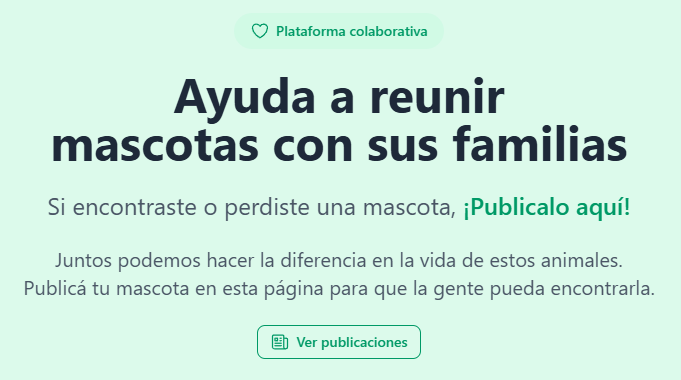 Plataforma colaborativa
Ayuda a reunir
mascotas con sus familias
Si encontraste o perdiste una mascota, ¡Publicalo aquí!
Juntos podemos hacer la diferencia en la vida de estos animales.
Publicá tu mascota en esta página para que la gente pueda encontrarla.
Ver publicaciones